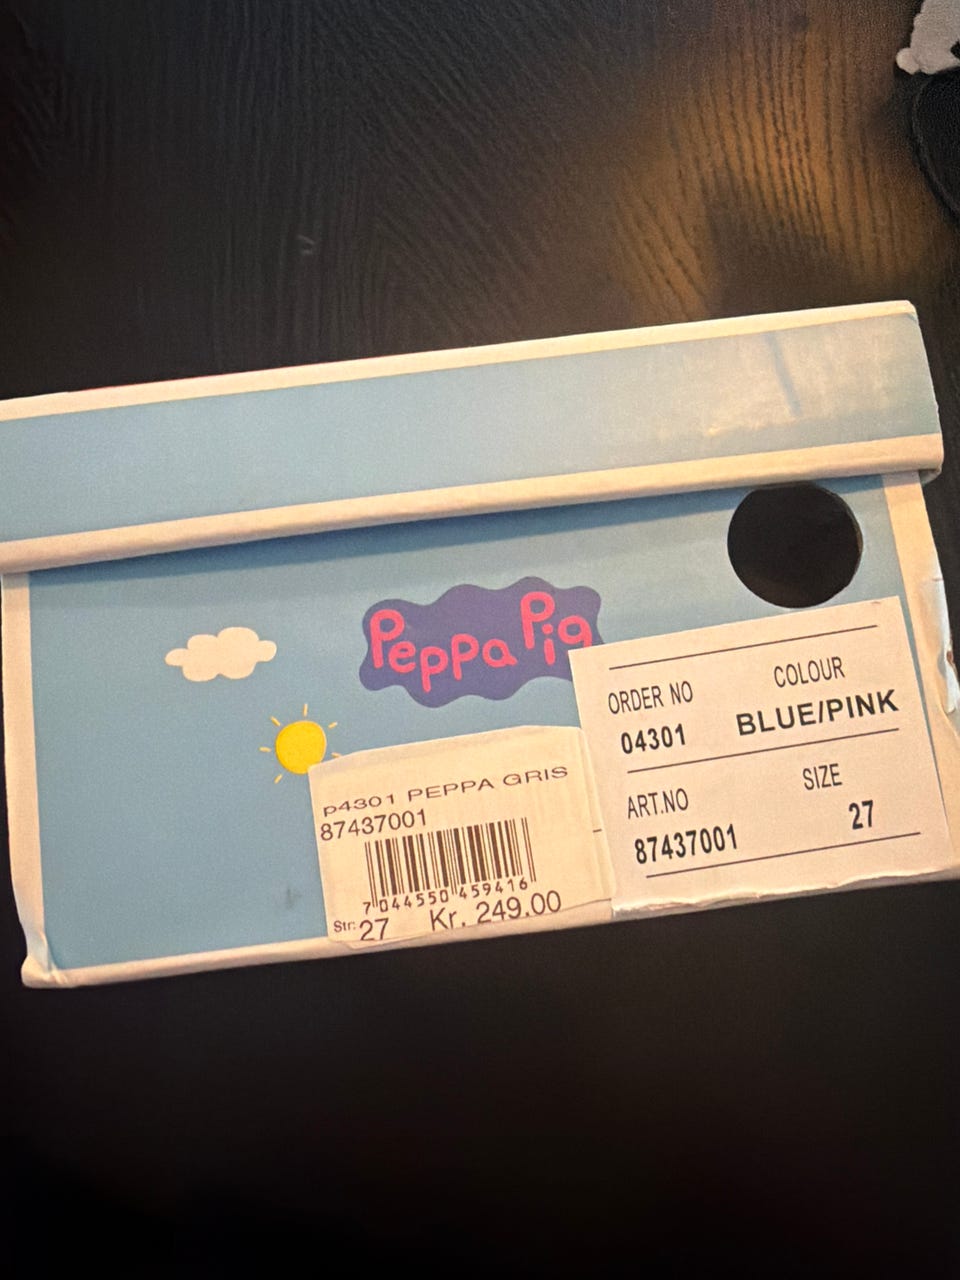 Peppa Pig
ORDER NO
04301
COLOUR
BLUE/PINK
ART.NO
87437001
SIZE
27
p4301 PEPPA GRIS
87437001
7 044550 459416
Str: 27 Kr. 249.00